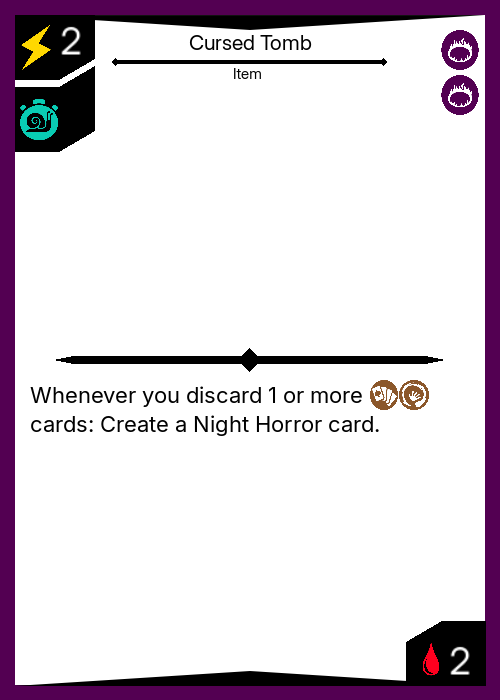 2
Cursed Tomb
Item
Whenever you discard 1 or more
cards: Create a Night Horror card.
2